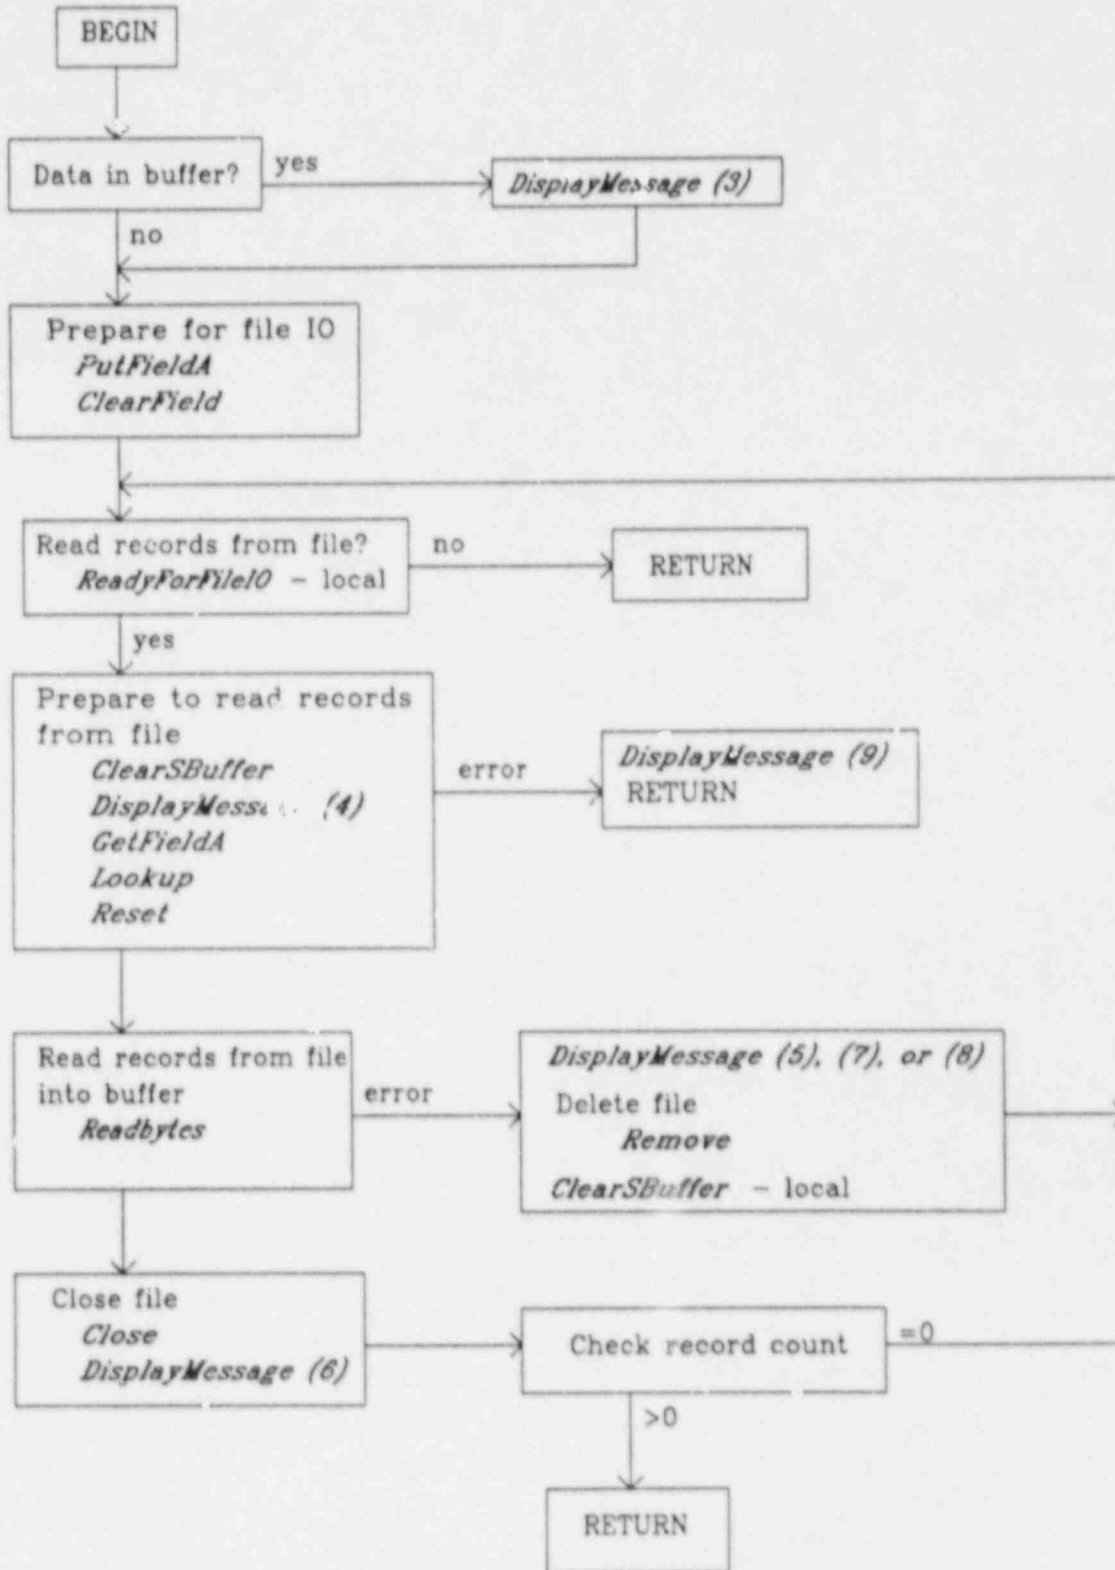 BEGIN
Data in buffer?
yes
DisplayMessage (3)
no
Prepare for file IO
PutFieldA
ClearField
Read records from file?
ReadyForFileIO - local
no
RETURN
yes
Prepare to read records
from file
ClearSBuffer
(4)
GetFieldA
Lookup
Reset
error
DisplayMessage (9)
RETURN
Read records from file
into buffer
Readbytes
error
DisplayMessage (5), (7), or (8)
Delete file
Remove
ClearSBuffer - local
Close file
Close
DisplayMessage (6)
Check record count
=0
>0
RETURN